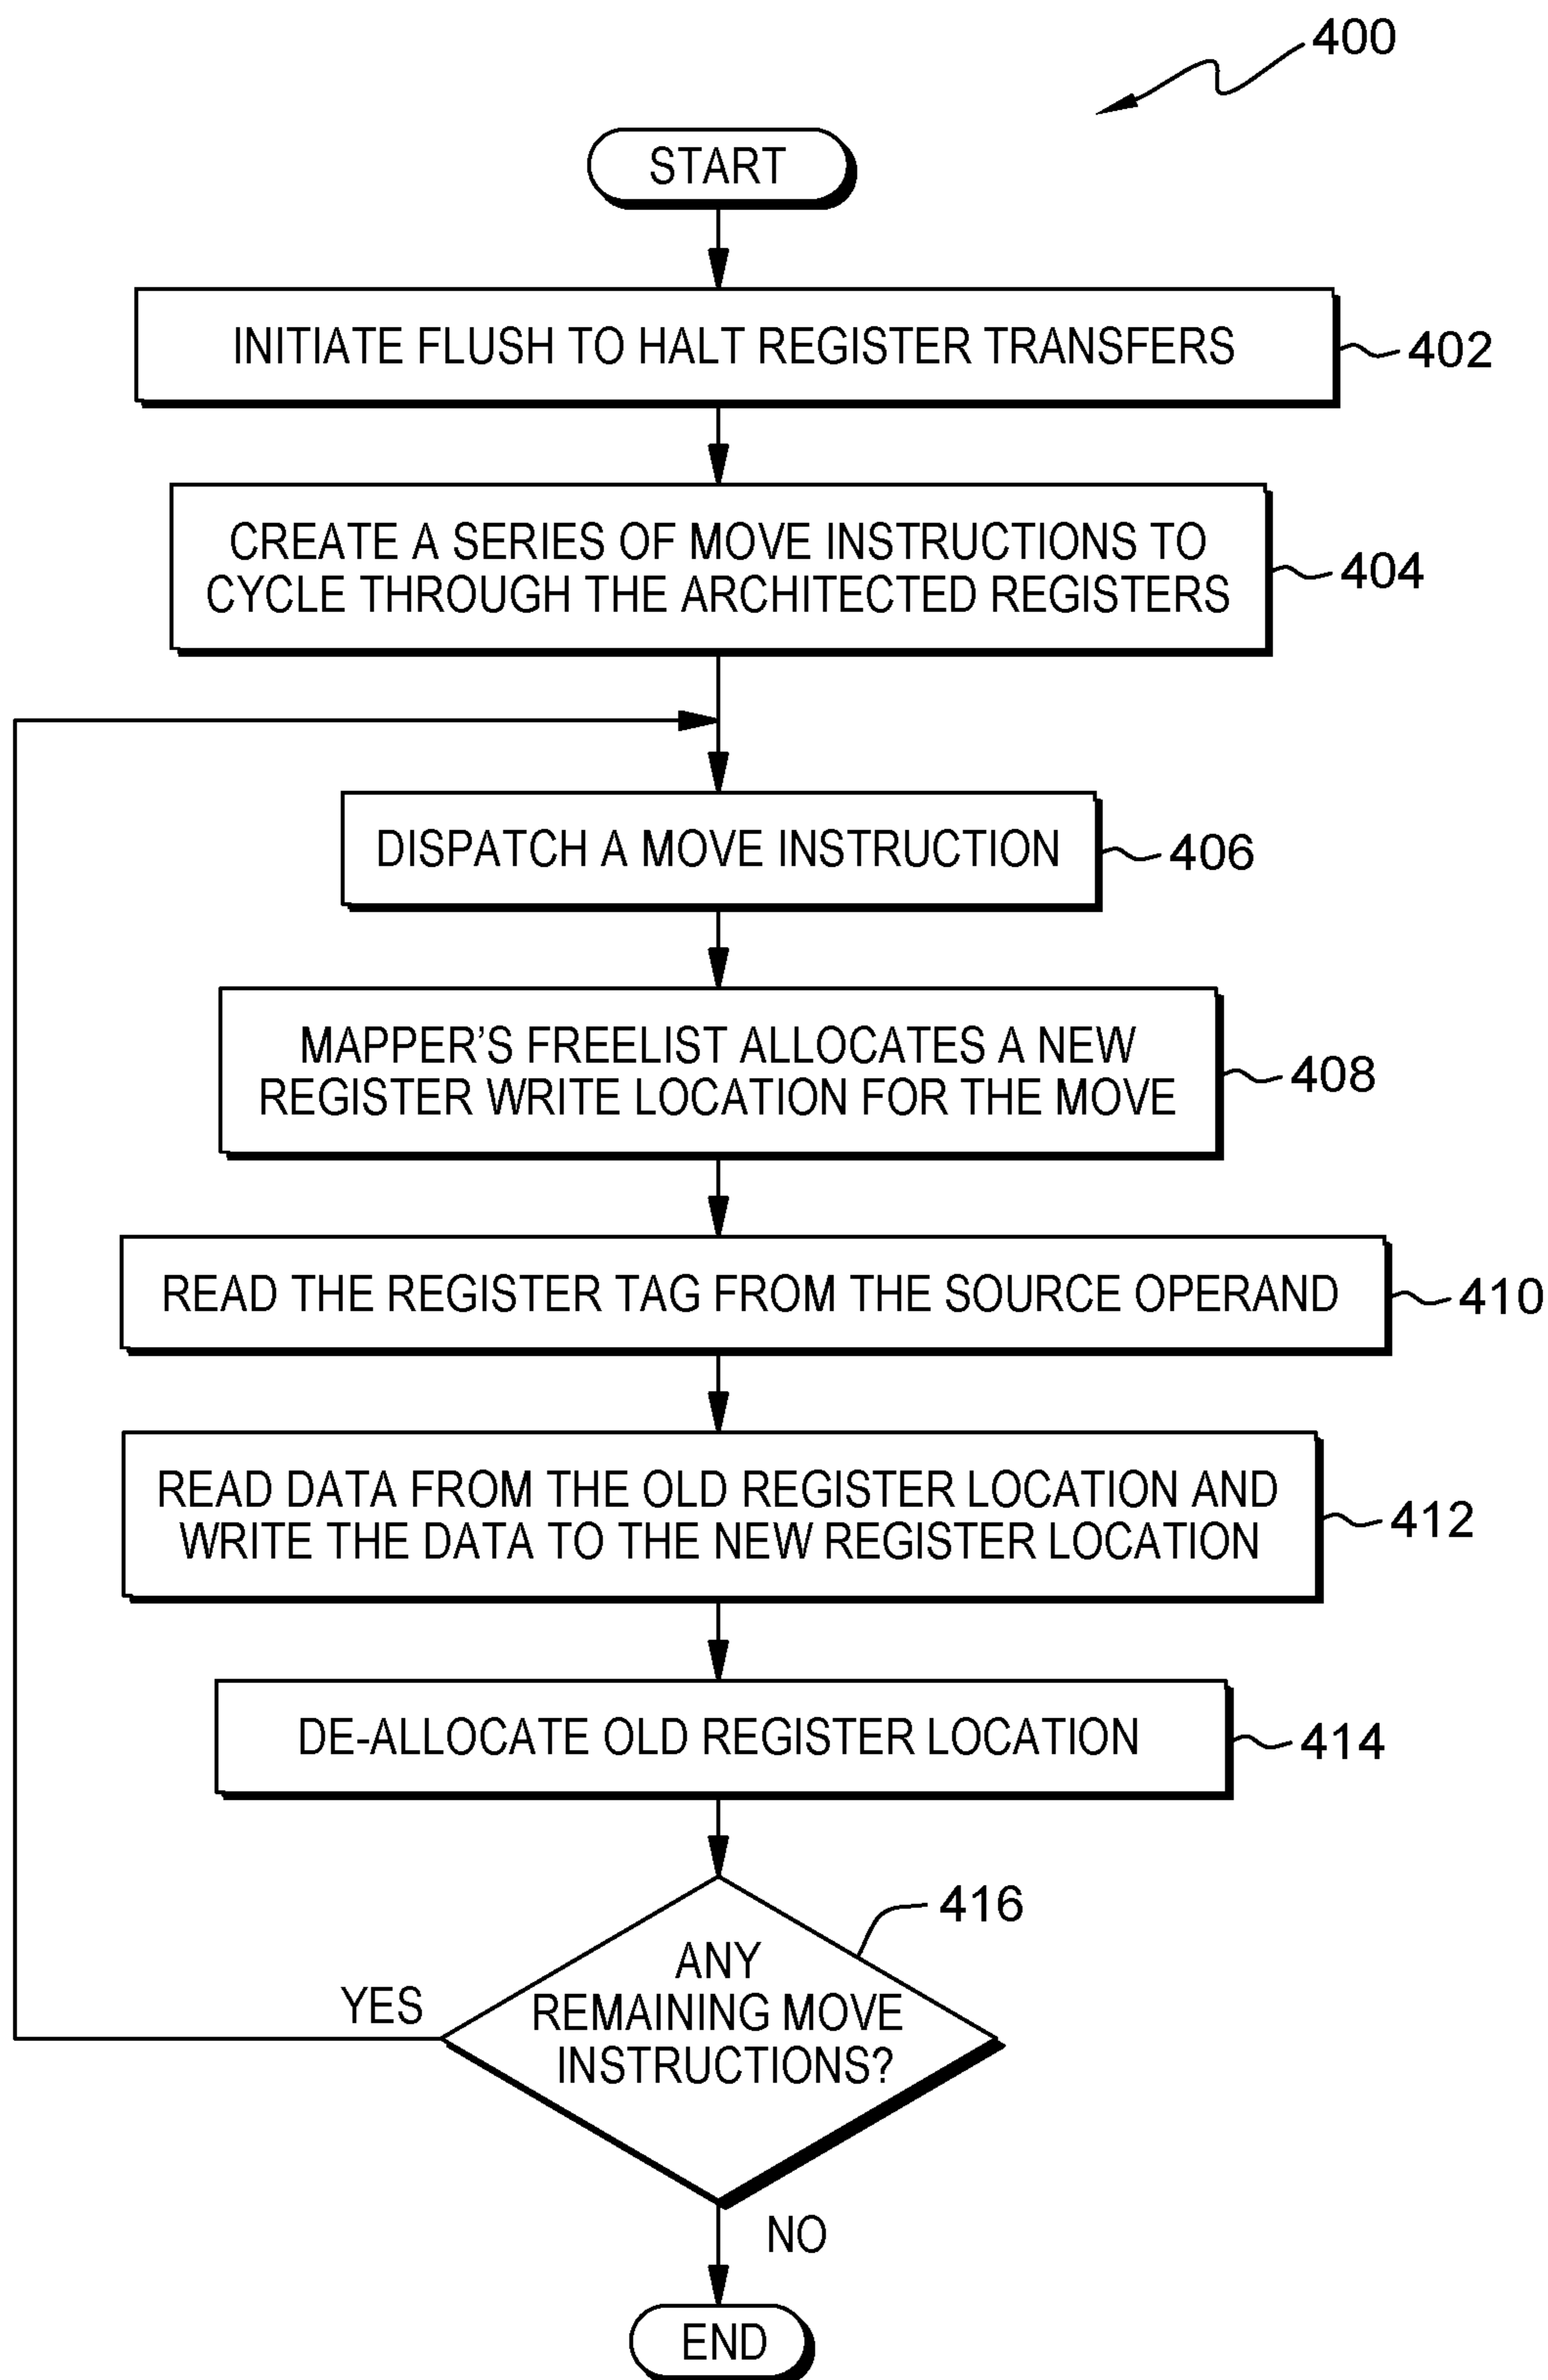 400
START
INITIATE FLUSH TO HALT REGISTER TRANSFERS
402
CREATE A SERIES OF MOVE INSTRUCTIONS TO
CYCLE THROUGH THE ARCHITECTED REGISTERS
404
DISPATCH A MOVE INSTRUCTION
406
MAPPER'S FREELIST ALLOCATES A NEW
REGISTER WRITE LOCATION FOR THE MOVE
408
READ THE REGISTER TAG FROM THE SOURCE OPERAND
410
READ DATA FROM THE OLD REGISTER LOCATION AND
WRITE THE DATA TO THE NEW REGISTER LOCATION
412
DE-ALLOCATE OLD REGISTER LOCATION
414
416
ANY
REMAINING MOVE
INSTRUCTIONS?
YES
NO
END